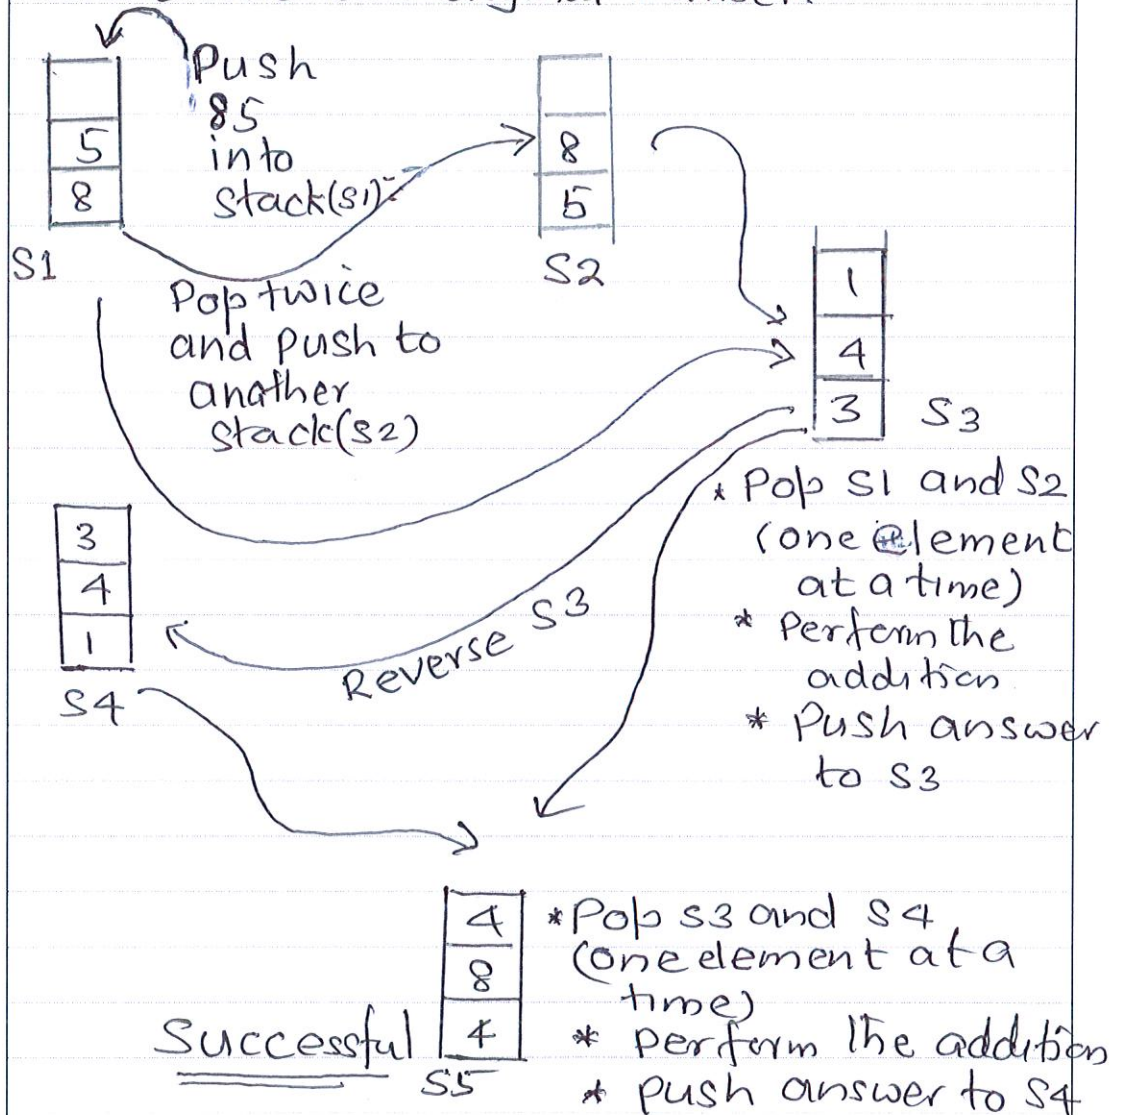 Push
85
into
stack(S1)
5
8
S1
8
5
S2
Pop twice
and push to
another
stack(S2)
1
4
3
S3
* Pop S1 and S2
(one element
at a time)
* Perform the
addition
* Push answer
to S3
Reverse S3
3
4
1
S4
4
8
4
S5
Successful
* Pop S3 and S4
(one element at a
time)
* perform the addition
* push answer to S4